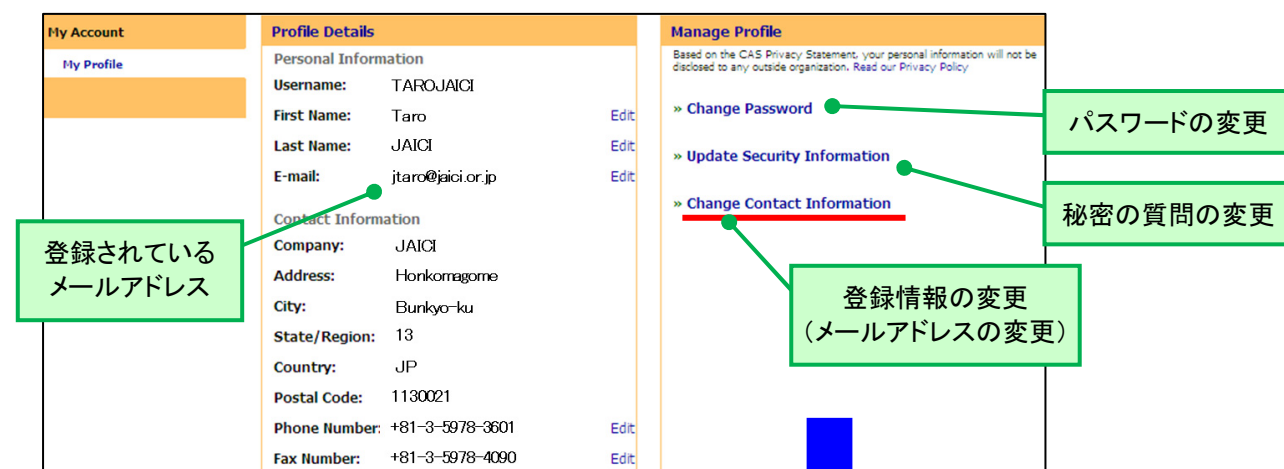 My Account
My Profile
Profile Details
Personal Information
Username: TAROJAICI
First Name: Taro Edit
Last Name: JAICI Edit
E-mail: jtaro@jaici.or.jp Edit
Contact Information
Company: JAICI
Address: Honkomagome
City: Bunkyo-ku
State/Region: 13
Country: JP
Postal Code: 1130021
Phone Number: +81-3-5978-3601 Edit
Fax Number: +81-3-5978-4090 Edit
Manage Profile
Based on the CAS Privacy Statement, your personal information will not be
disclosed to any outside organization. Read our Privacy Policy
» Change Password
» Update Security Information
» Change Contact Information
パスワードの変更
秘密の質問の変更
登録されている
メールアドレス
登録情報の変更
(メールアドレスの変更)